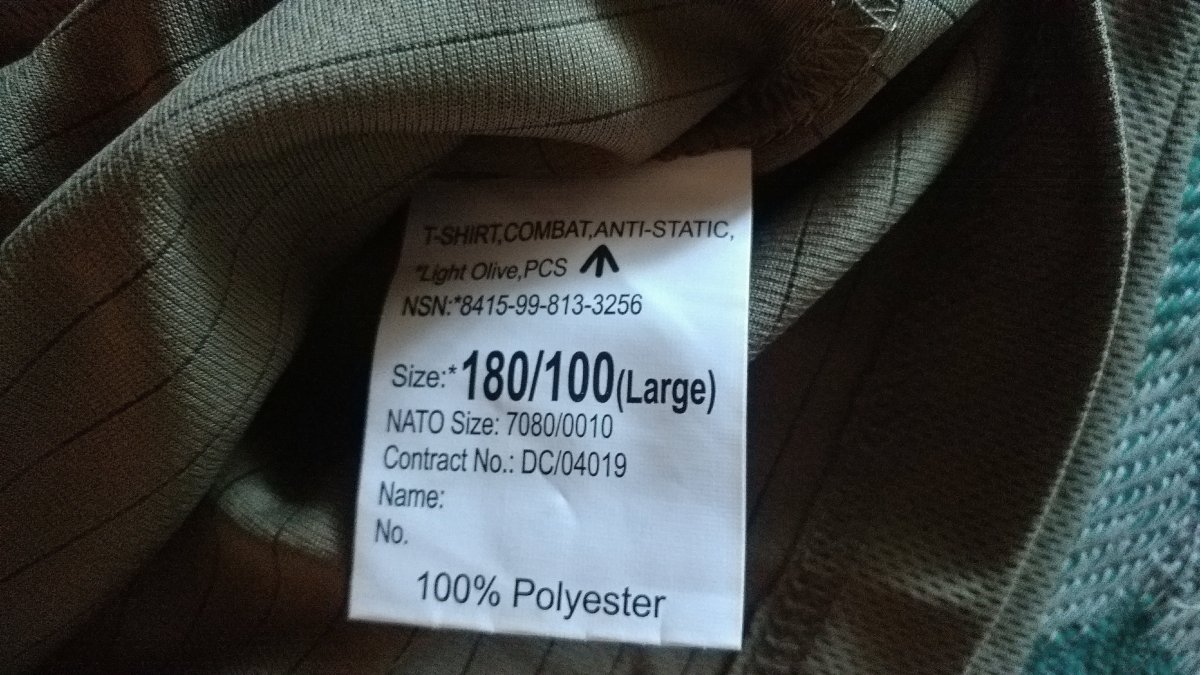 T-SHIRT,COMBAT,ANTI-STATIC,
*Light Olive,PCS
NSN:*8415-99-813-3256
Size:*180/100(Large)
NATO Size: 7080/0010
Contract No.: DC/04019
Name:
No.
100% Polyester